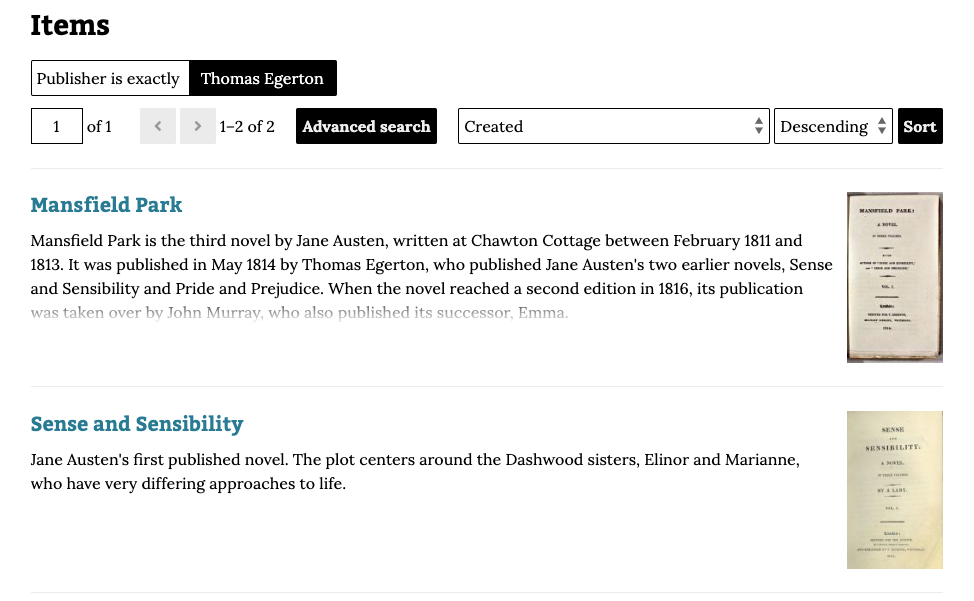 Items
Publisher is exactly Thomas Egerton
1 of 1 1–2 of 2 Advanced search Created Descending Sort
Mansfield Park
Mansfield Park is the third novel by Jane Austen, written at Chawton Cottage between February 1811 and
1813. It was published in May 1814 by Thomas Egerton, who published Jane Austen's two earlier novels, Sense
and Sensibility and Pride and Prejudice. When the novel reached a second edition in 1816, its publication
was taken over by John Murray, who also published its successor, Emma.
MANSFIELD PARK:
A NOVEL.
IN THREE VOLUMES.
VOL. I.
London:
1814.
Sense and Sensibility
Jane Austen's first published novel. The plot centers around the Dashwood sisters, Elinor and Marianne,
who have very differing approaches to life.
SENSE
AND
SENSIBILITY:
A NOVEL.
IN THREE VOLUMES.
BY A LADY.
VOL. I.
London: